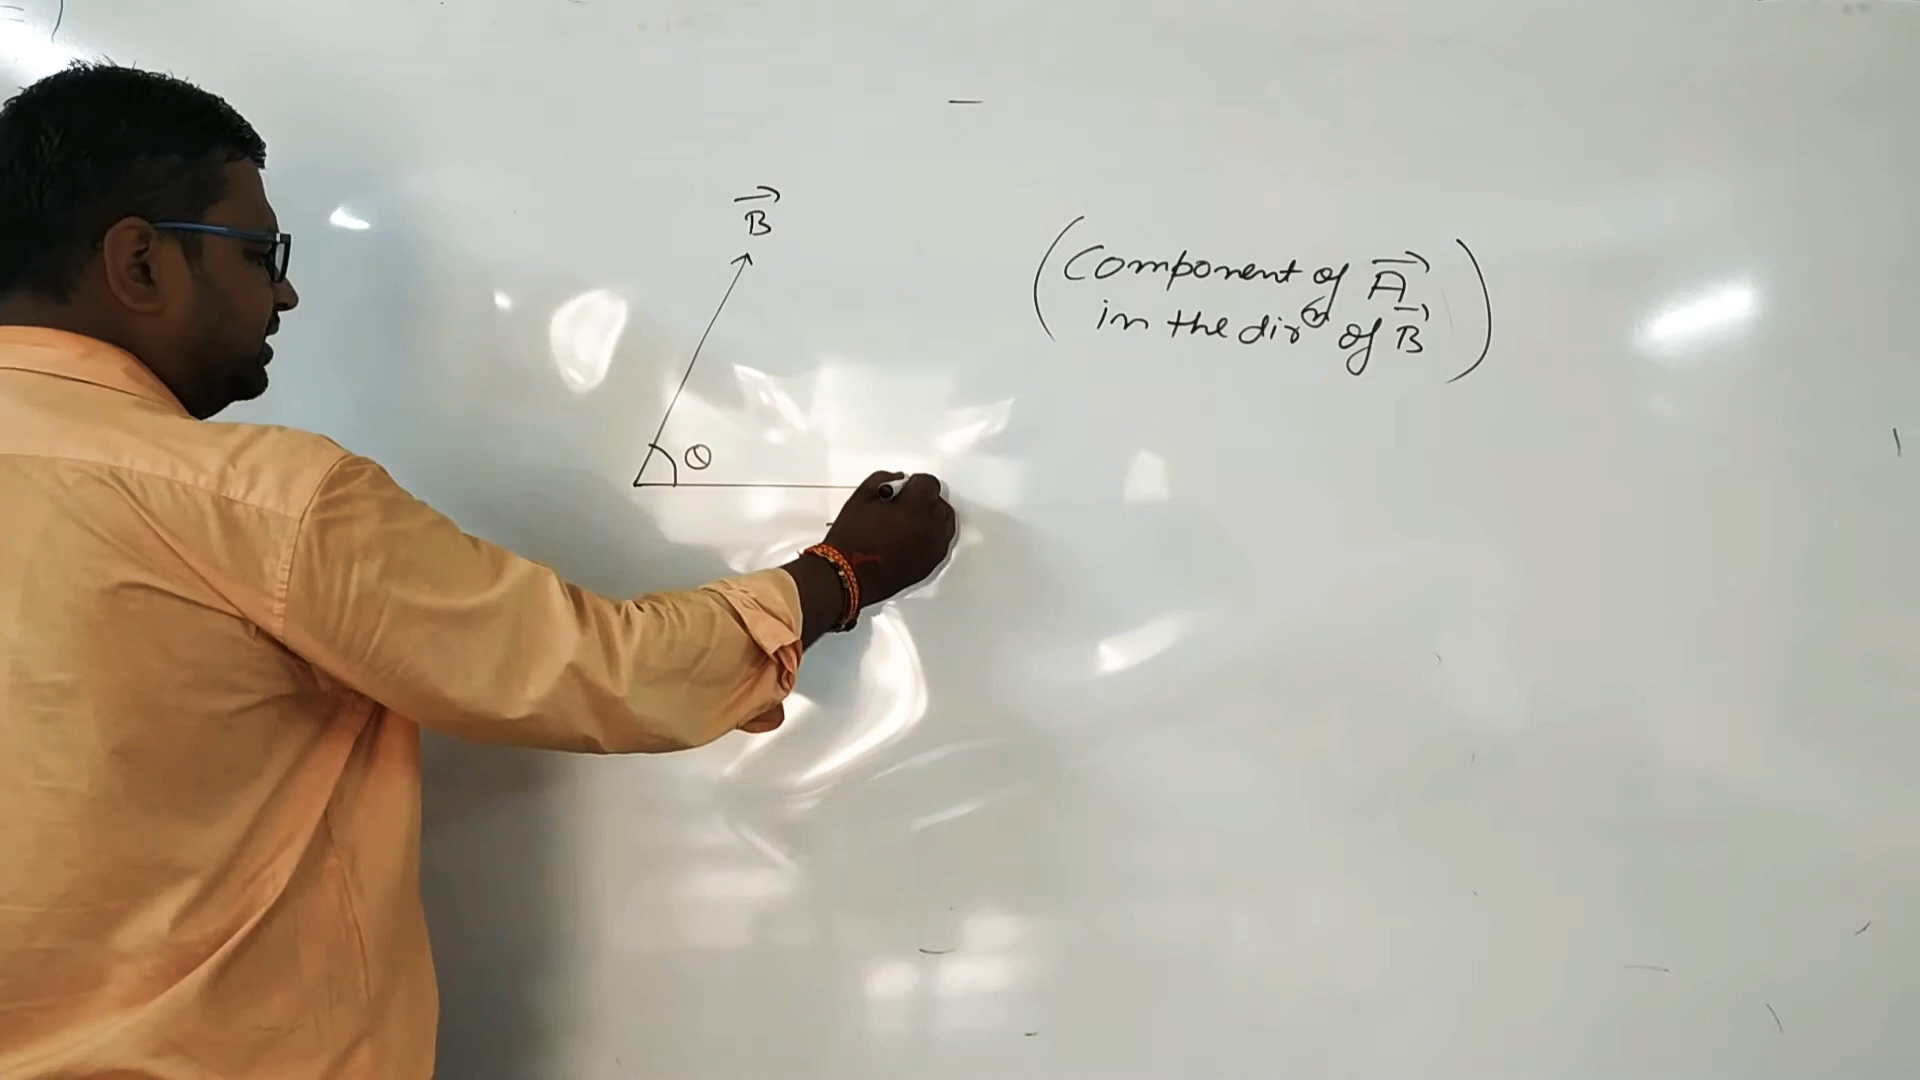 B
θ
(Component of A
in the dirⁿ of B)